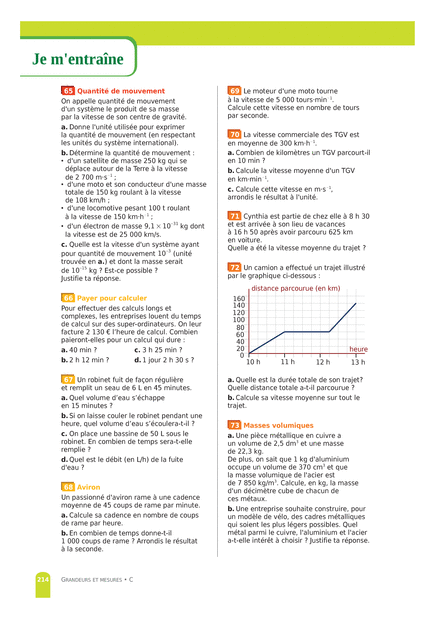 Je m'entraîne
65 Quantité de mouvement
On appelle quantité de mouvement
d'un système le produit de sa masse
par la vitesse de son centre de gravité.
a. Donne l'unité utilisée pour exprimer
la quantité de mouvement (en respectant
les unités du système international).
b. Détermine la quantité de mouvement :
• d'un satellite de masse 250 kg qui se
déplace autour de la Terre à la vitesse
de 2 700 m·s⁻¹ ;
• d'une moto et son conducteur d'une masse
totale de 150 kg roulant à la vitesse
de 108 km/h ;
• d'une locomotive pesant 100 t roulant
à la vitesse de 150 km·h⁻¹ ;
• d'un électron de masse 9,1 × 10⁻³¹ kg dont
la vitesse est de 25 000 km/s.
c. Quelle est la vitesse d'un système ayant
pour quantité de mouvement 10⁻⁵ (unité
trouvée en a.) et dont la masse serait
de 10⁻¹⁵ kg ? Est-ce possible ?
Justifie ta réponse.
66 Payer pour calculer
Pour effectuer des calculs longs et
complexes, les entreprises louent du temps
de calcul sur des super-ordinateurs. On leur
facture 2 130 € l'heure de calcul. Combien
paieront-elles pour un calcul qui dure :
a. 40 min ? c. 3 h 25 min ?
b. 2 h 12 min ? d. 1 jour 2 h 30 s ?
67 Un robinet fuit de façon régulière
et remplit un seau de 6 L en 45 minutes.
a. Quel volume d'eau s'échappe
en 15 minutes ?
b. Si on laisse couler le robinet pendant une
heure, quel volume d'eau s'écoulera-t-il ?
c. On place une bassine de 50 L sous le
robinet. En combien de temps sera-t-elle
remplie ?
d. Quel est le débit (en L/h) de la fuite
d'eau ?
68 Aviron
Un passionné d'aviron rame à une cadence
moyenne de 45 coups de rame par minute.
a. Calcule sa cadence en nombre de coups
de rame par heure.
b. En combien de temps donne-t-il
1 000 coups de rame ? Arrondis le résultat
à la seconde.
69 Le moteur d'une moto tourne
à la vitesse de 5 000 tours·min⁻¹.
Calcule cette vitesse en nombre de tours
par seconde.
70 La vitesse commerciale des TGV est
en moyenne de 300 km·h⁻¹.
a. Combien de kilomètres un TGV parcourt-il
en 10 min ?
b. Calcule la vitesse moyenne d'un TGV
en km·min⁻¹.
c. Calcule cette vitesse en m·s⁻¹,
arrondis le résultat à l'unité.
71 Cynthia est partie de chez elle à 8 h 30
et est arrivée à son lieu de vacances
à 16 h 50 après avoir parcouru 625 km
en voiture.
Quelle a été la vitesse moyenne du trajet ?
72 Un camion a effectué un trajet illustré
par le graphique ci-dessous :
distance parcourue (en km)
160
140
120
100
80
60
40
20
0
heure
10 h 11 h 12 h 13 h
a. Quelle est la durée totale de son trajet?
Quelle distance totale a-t-il parcourue ?
b. Calcule sa vitesse moyenne sur tout le
trajet.
73 Masses volumiques
a. Une pièce métallique en cuivre a
un volume de 2,5 dm³ et une masse
de 22,3 kg.
De plus, on sait que 1 kg d'aluminium
occupe un volume de 370 cm³ et que
la masse volumique de l'acier est
de 7 850 kg/m³. Calcule, en kg, la masse
d'un décimètre cube de chacun de
ces métaux.
b. Une entreprise souhaite construire, pour
un modèle de vélo, des cadres métalliques
qui soient les plus légers possibles. Quel
métal parmi le cuivre, l'aluminium et l'acier
a-t-elle intérêt à choisir ? Justifie ta réponse.
214 GRANDEURS ET MESURES • C